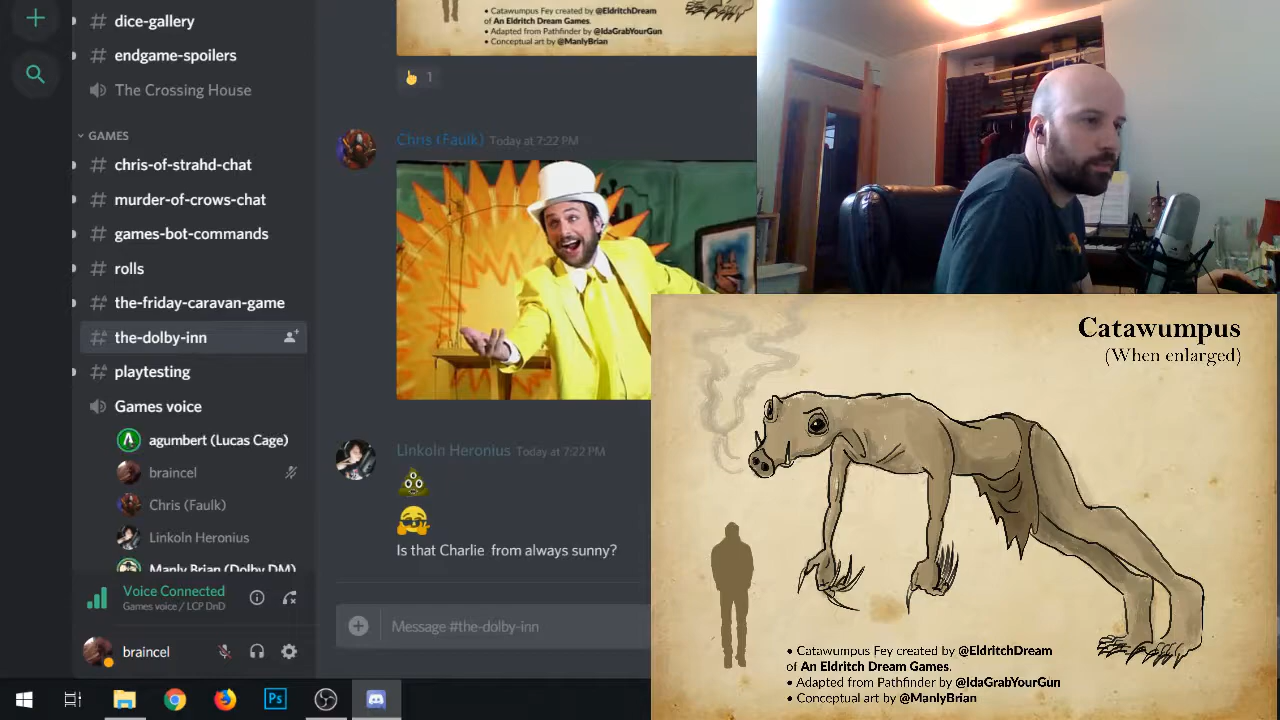 dice-gallery
endgame-spoilers
The Crossing House
GAMES
chris-of-strahd-chat
murder-of-crows-chat
games-bot-commands
rolls
the-friday-caravan-game
the-dolby-inn
playtesting
Games voice
agumbert (Lucas Cage)
braincel
Chris (Faulk)
Linkoln Heronius
Manly Brian (Dolby DM)
Voice Connected
Games voice / LCP DnD
braincel
• Catawumpus Fey created by @EldritchDream
of An Eldritch Dream Games.
• Adapted from Pathfinder by @IdaGrabYourGun
• Conceptual art by @ManlyBrian
1
Chris (Faulk) Today at 7:22 PM
Linkoln Heronius Today at 7:22 PM
Is that Charlie from always sunny?
Message #the-dolby-inn
Catawumpus
(When enlarged)
• Catawumpus Fey created by @EldritchDream
of An Eldritch Dream Games.
• Adapted from Pathfinder by @IdaGrabYourGun
• Conceptual art by @ManlyBrian
Ps